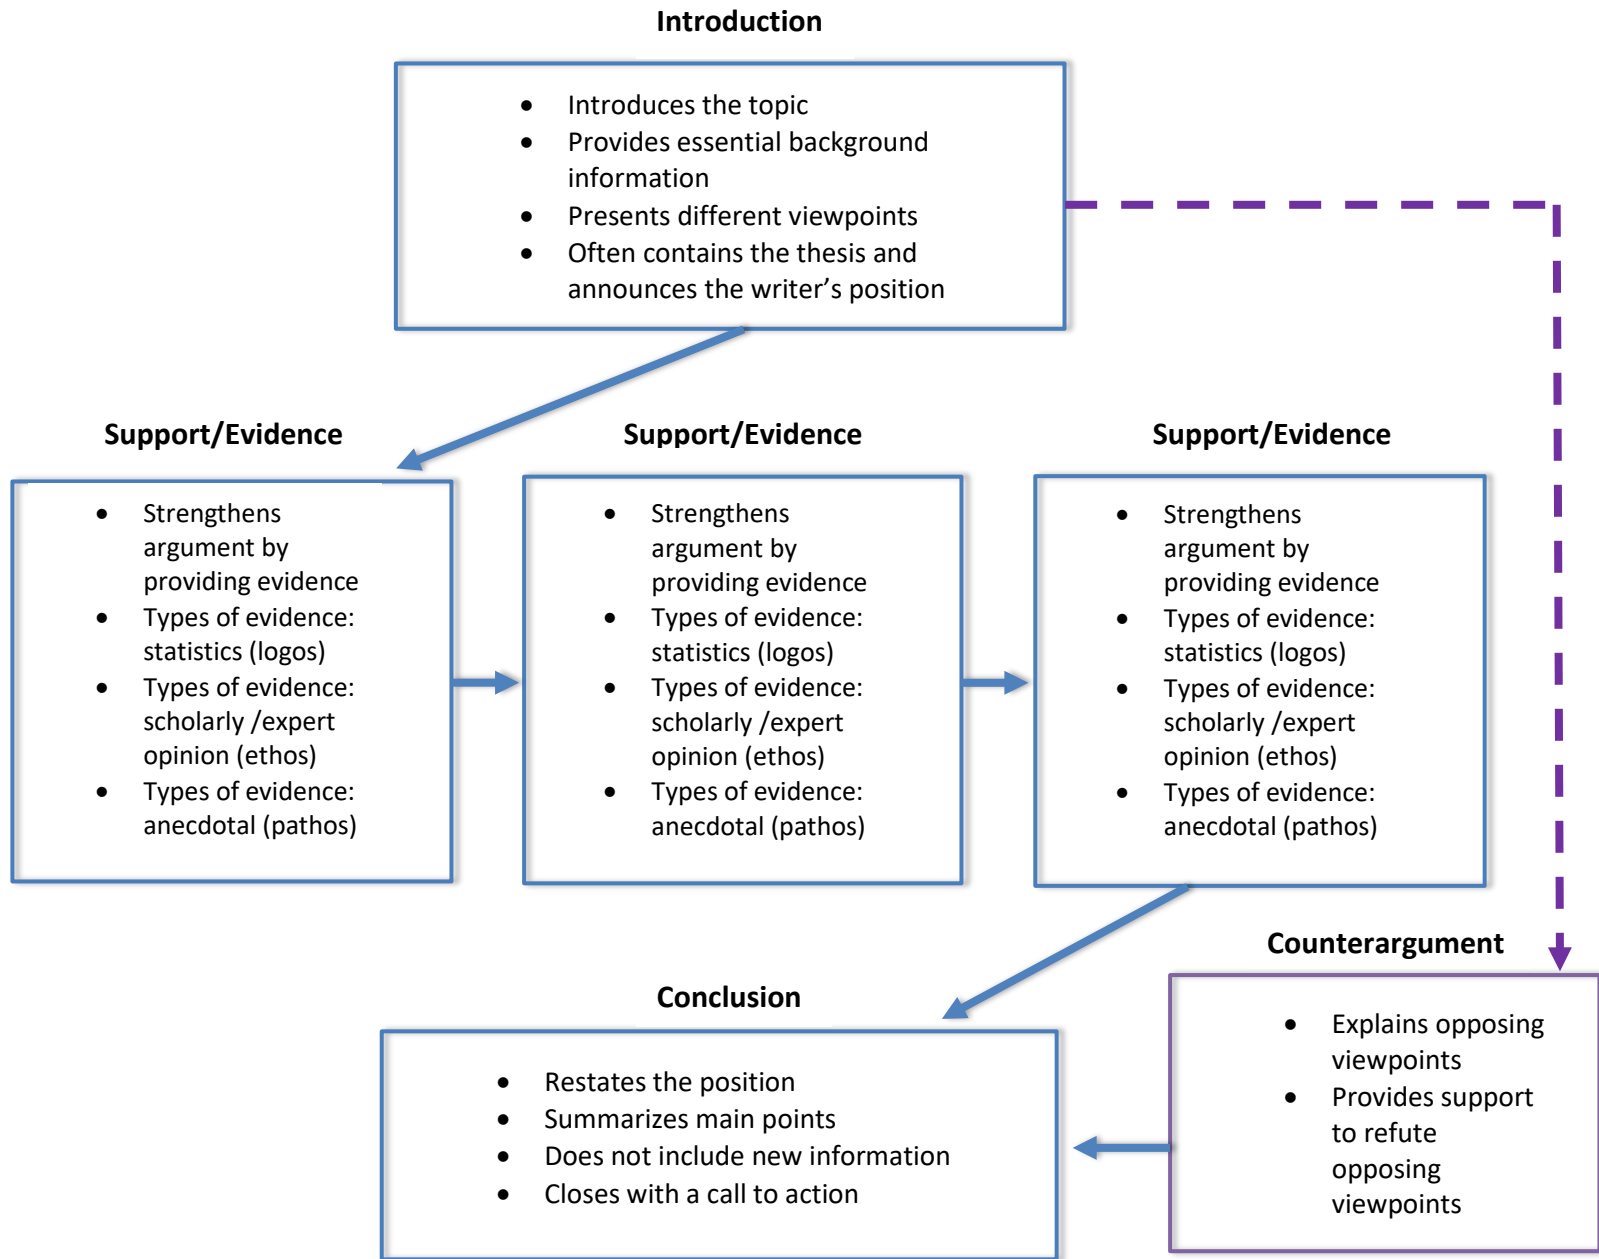 Introduction
• Introduces the topic
• Provides essential background
information
• Presents different viewpoints
• Often contains the thesis and
announces the writer’s position
Support/Evidence
• Strengthens
argument by
providing evidence
• Types of evidence:
statistics (logos)
• Types of evidence:
scholarly /expert
opinion (ethos)
• Types of evidence:
anecdotal (pathos)
Support/Evidence
• Strengthens
argument by
providing evidence
• Types of evidence:
statistics (logos)
• Types of evidence:
scholarly /expert
opinion (ethos)
• Types of evidence:
anecdotal (pathos)
Support/Evidence
• Strengthens
argument by
providing evidence
• Types of evidence:
statistics (logos)
• Types of evidence:
scholarly /expert
opinion (ethos)
• Types of evidence:
anecdotal (pathos)
Counterargument
• Explains opposing
viewpoints
• Provides support
to refute
opposing
viewpoints
Conclusion
• Restates the position
• Summarizes main points
• Does not include new information
• Closes with a call to action